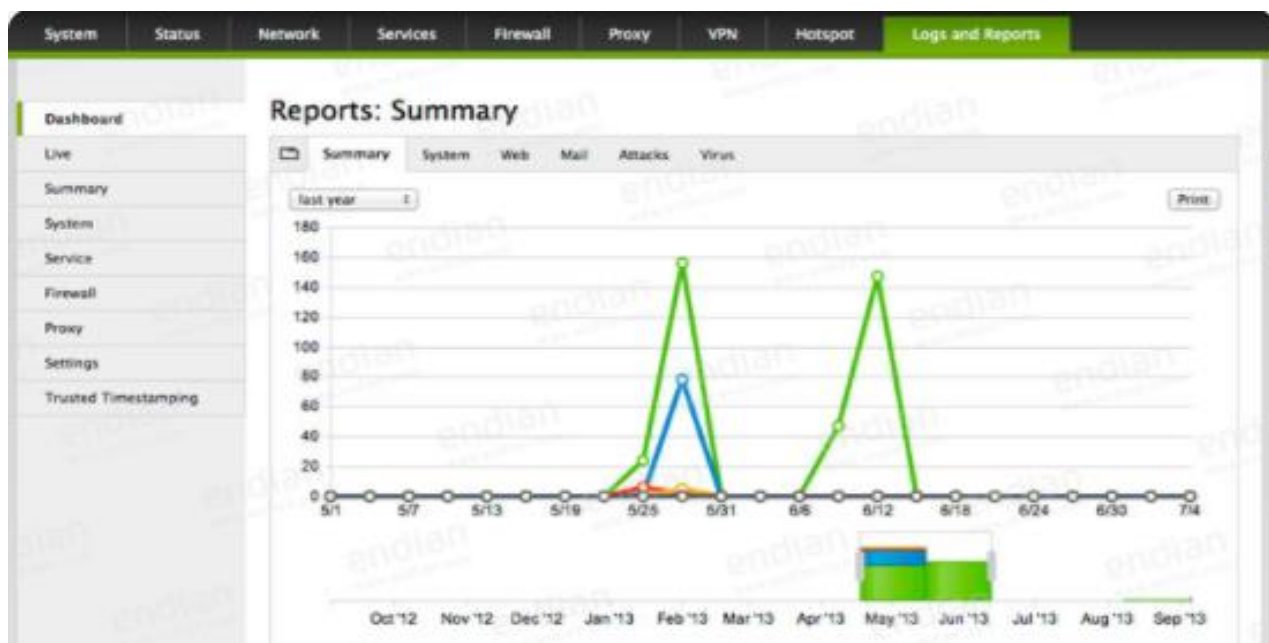 System Status Network Services Firewall Proxy VPN Hotspot Logs and Reports
Dashboard
Live
Summary
System
Service
Firewall
Proxy
Settings
Trusted Timestamping
Reports: Summary
Summary System Web Mail Attacks Virus
last year
Print
180
160
140
120
100
80
60
40
20
0
5/1 5/7 5/13 5/19 5/25 5/31 6/6 6/12 6/18 6/24 6/30 7/4
Oct '12 Nov '12 Dec '12 Jan '13 Feb '13 Mar '13 Apr '13 May '13 Jun '13 Jul '13 Aug '13 Sep '13
endian